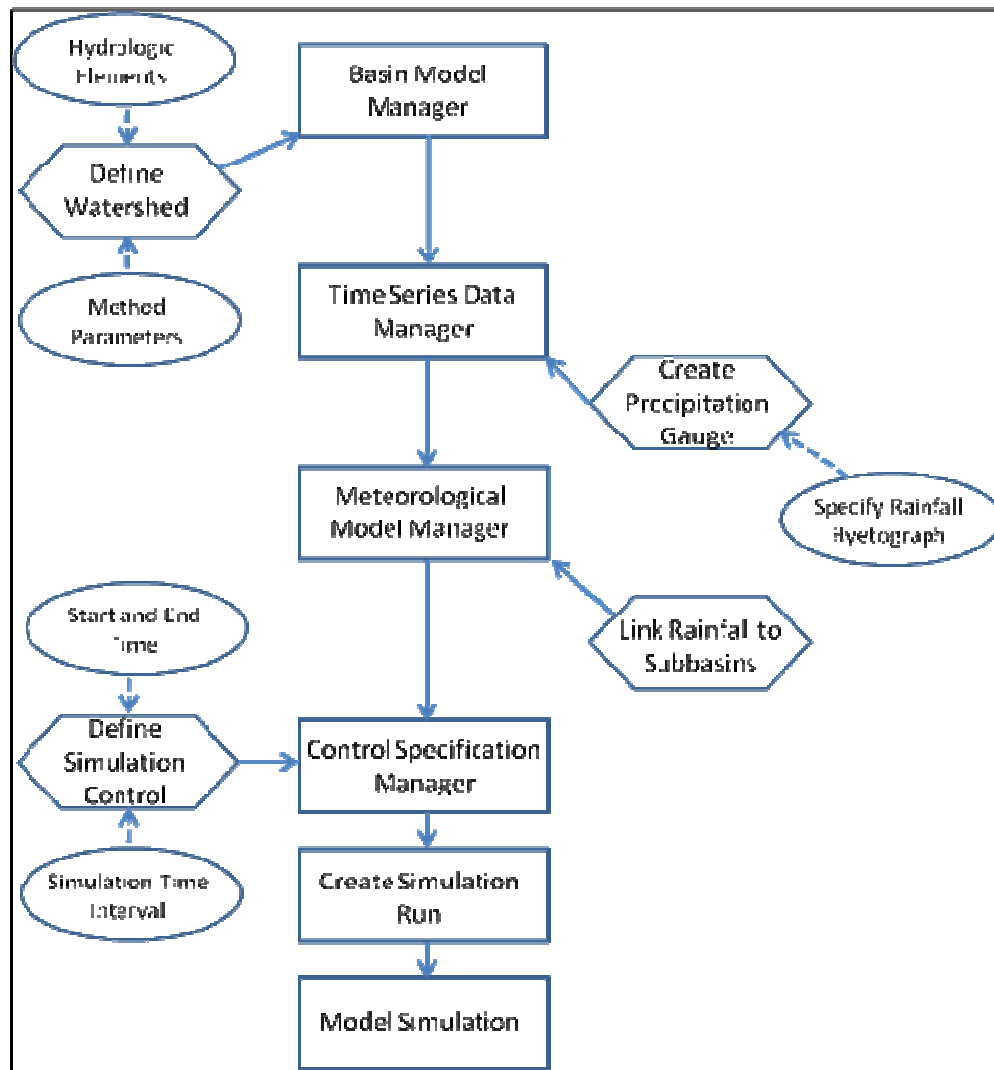 Hydrologic
Elements
Basin Model
Manager
Define
Watershed
Method
Parameters
Time Series Data
Manager
Create
Precipitation
Gauge
Meteorological
Model Manager
Specify Rainfall
Hyetograph
Start and End
Time
Link Rainfall to
Subbasins
Define
Simulation
Control
Control Specification
Manager
Simulation Time
Interval
Create Simulation
Run
Model Simulation